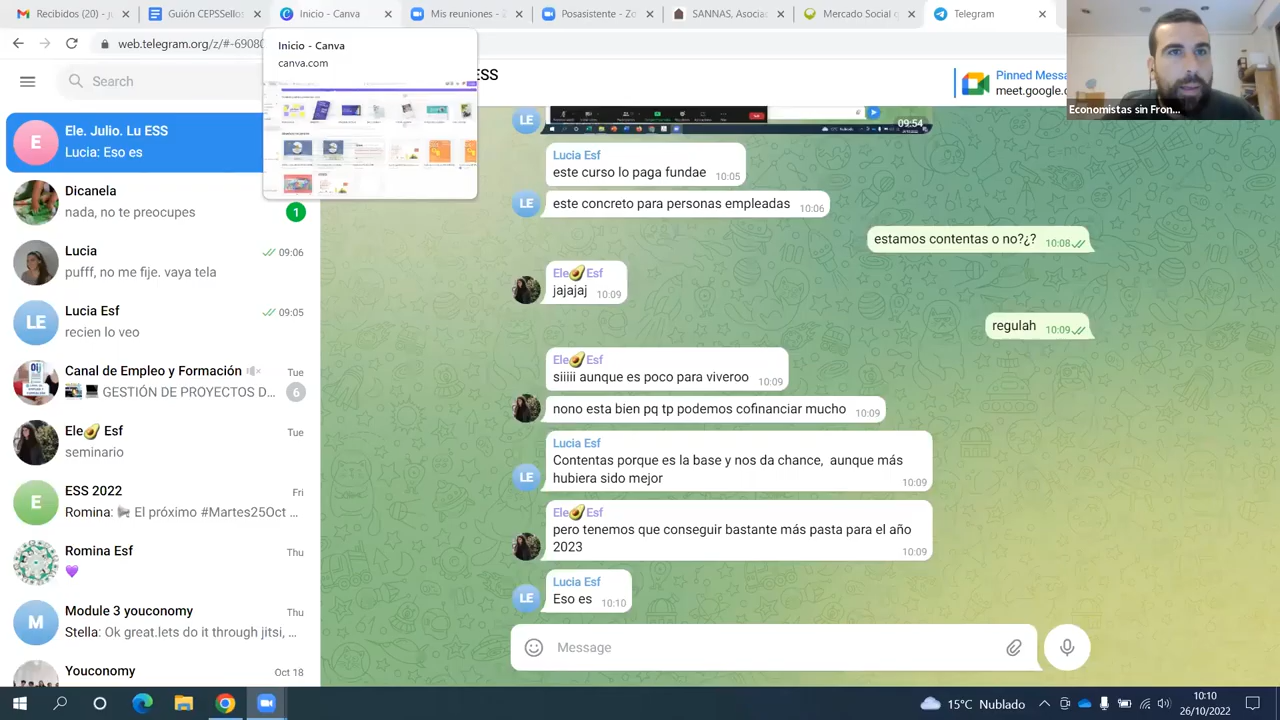 Recibidos (20) - j
Guión CEPSSellos
Inicio - Canva
Mis reuniones - Z
Posasistente - Zo
SANNAS, Asociac
Mercado Social q
Telegram
web.telegram.org/z/#-69080
Inicio - Canva
canva.com
ESS
Pinned Messa
meet.google.c
Economistas sin Fron...
Search
Ele. Julio. Lu ESS
Lucia: Eso es
Dicanela
nada, no te preocupes
1
Lucia
09:06
pufff, no me fije. vaya tela
Lucia Esf
09:05
LE
recien lo veo
Canal de Empleo y Formación
Tue
GESTIÓN DE PROYECTOS D...
6
Ele🥑 Esf
Tue
seminario
ESS 2022
Fri
E
Romina: 📢 El próximo #Martes25Oct ...
Romina Esf
Thu
💜
Module 3 youconomy
Thu
M
Stella: Ok great.lets do it through jitsi, ...
Youconomy
Oct 18
LE
09:54
Lucia Esf
este curso lo paga fundae
10:05
LE
este concreto para personas empleadas
10:06
estamos contentas o no?¿?
10:08
Ele🥑Esf
jajajaj
10:09
regulah
10:09
Ele🥑Esf
siiiii aunque es poco para viveroo
10:09
nono esta bien pq tp podemos cofinanciar mucho
10:09
Lucia Esf
Contentas porque es la base y nos da chance,  aunque más
hubiera sido mejor
10:09
LE
Ele🥑Esf
pero tenemos que conseguir bastante más pasta para el año
2023
10:09
Lucia Esf
Eso es
10:10
LE
Message
15°C Nublado
10:10
26/10/2022